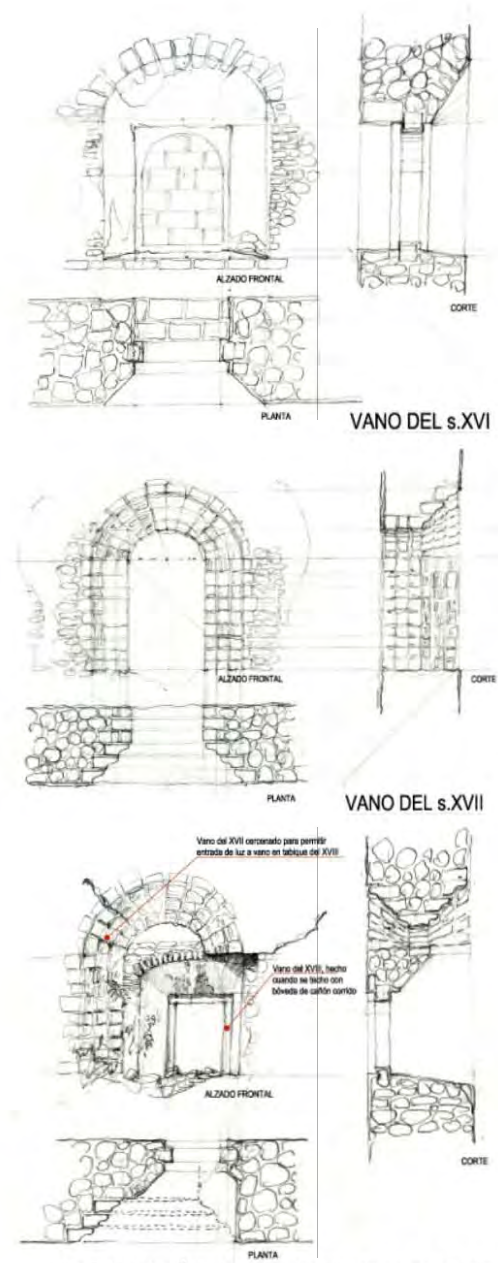 ALZADO FRONTAL
CORTE
PLANTA
VANO DEL s.XVI
ALZADO FRONTAL
CORTE
PLANTA
VANO DEL s.XVII
Vano del XVII cercenado para permitir
entrada de luz a vano en tabique del XVIII
Vano del XVIII, hecho
cuando se techo con
bóveda de cañón corrido
ALZADO FRONTAL
CORTE
PLANTA